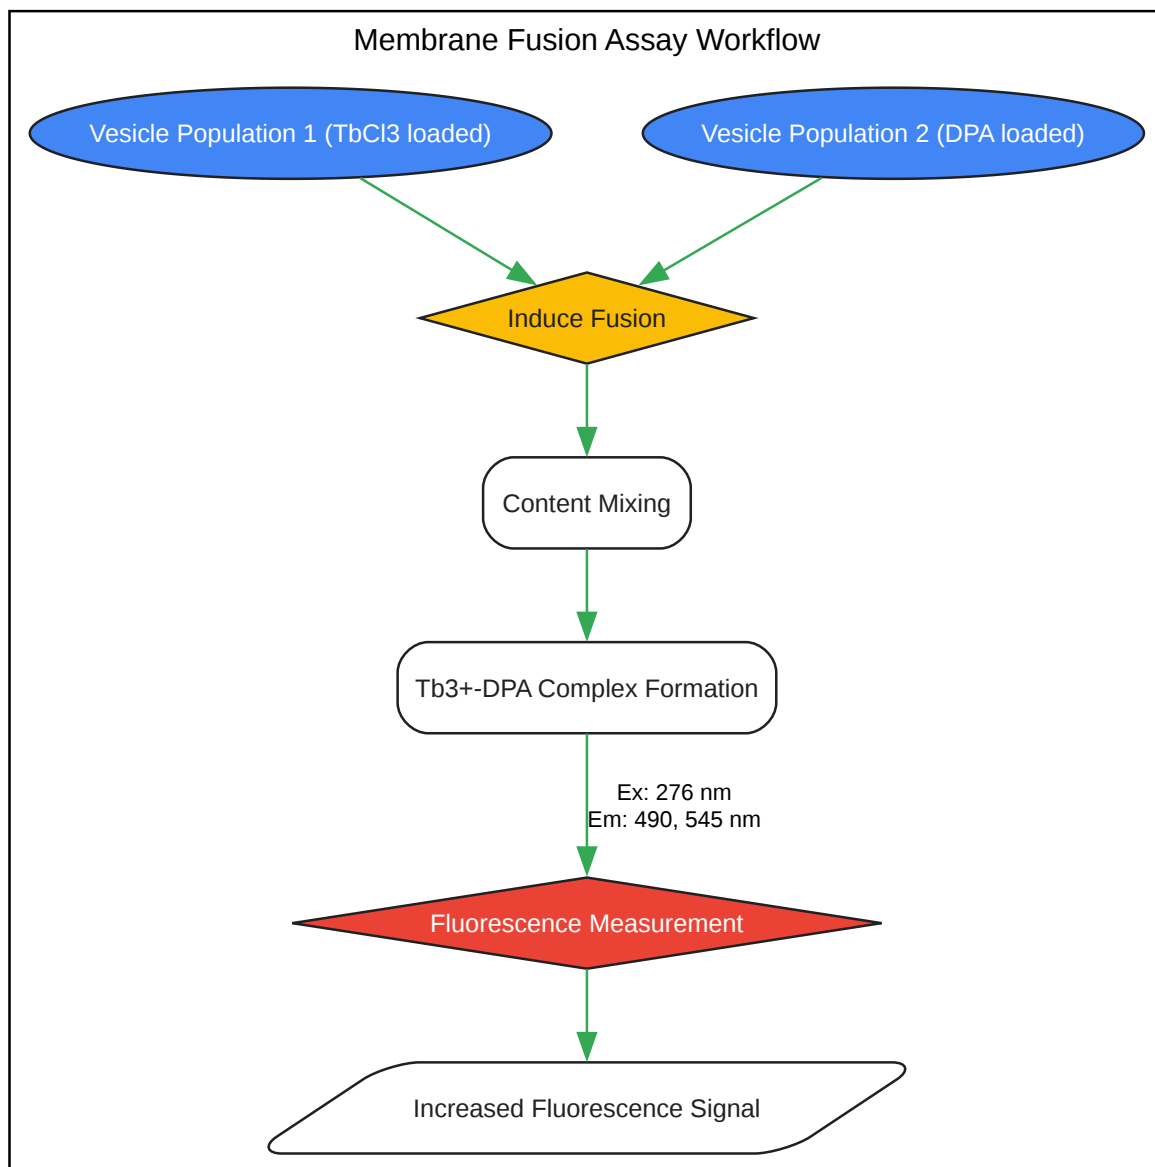 Membrane Fusion Assay Workflow
Vesicle Population 1 (TbCl3 loaded)
Vesicle Population 2 (DPA loaded)
Induce Fusion
Content Mixing
Tb3+-DPA Complex Formation
Ex: 276 nm
Em: 490, 545 nm
Fluorescence Measurement
Increased Fluorescence Signal